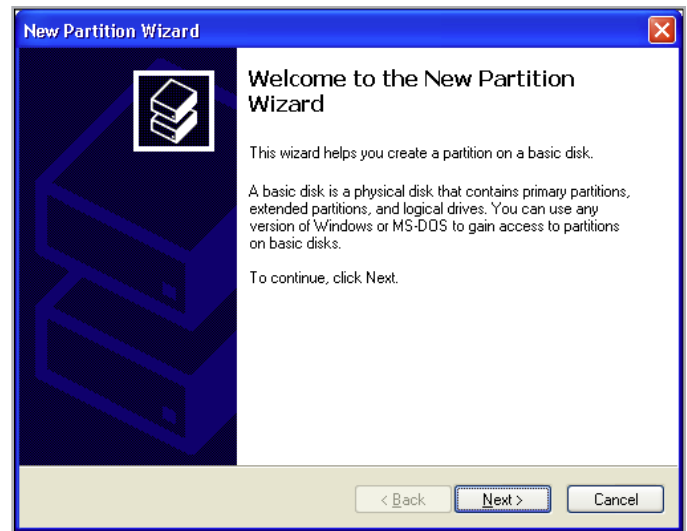 New Partition Wizard
Welcome to the New Partition
Wizard
This wizard helps you create a partition on a basic disk.
A basic disk is a physical disk that contains primary partitions,
extended partitions, and logical drives. You can use any
version of Windows or MS-DOS to gain access to partitions
on basic disks.
To continue, click Next.
< Back Next > Cancel